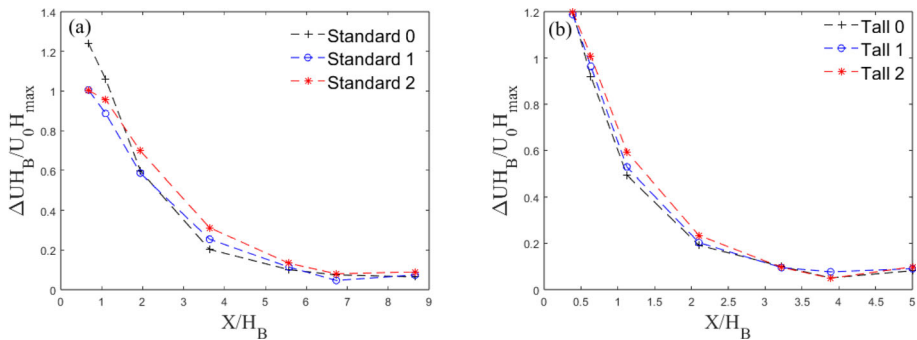 (a)
Standard 0
Standard 1
Standard 2
ΔUH_B/U_0H_max
1.4
1.2
1
0.8
0.6
0.4
0.2
0
0 1 2 3 4 5 6 7 8 9
X/H_B
(b)
Tall 0
Tall 1
Tall 2
ΔUH_B/U_0H_max
1.2
1
0.8
0.6
0.4
0.2
0
0 0.5 1 1.5 2 2.5 3 3.5 4 4.5 5
X/H_B